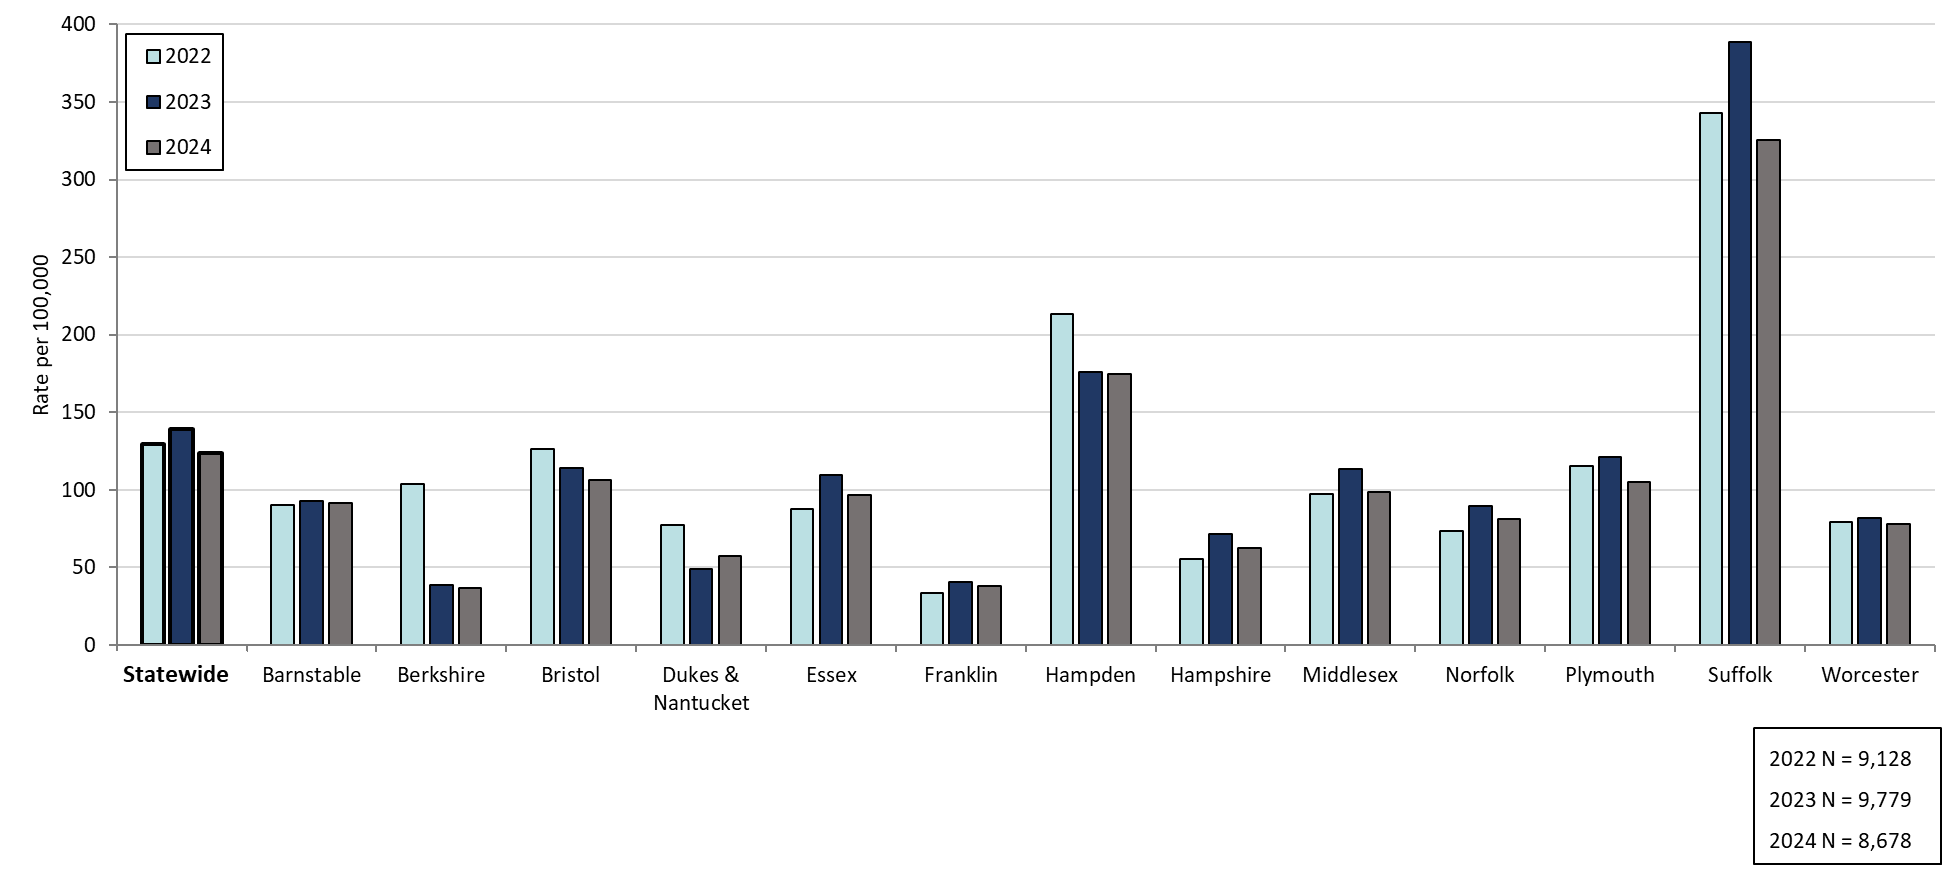 400
350
300
250
200
150
100
50
0
Rate per 100,000
2022
2023
2024
Statewide
Barnstable
Berkshire
Bristol
Dukes &
Nantucket
Essex
Franklin
Hampden
Hampshire
Middlesex
Norfolk
Plymouth
Suffolk
Worcester
2022 N = 9,128
2023 N = 9,779
2024 N = 8,678